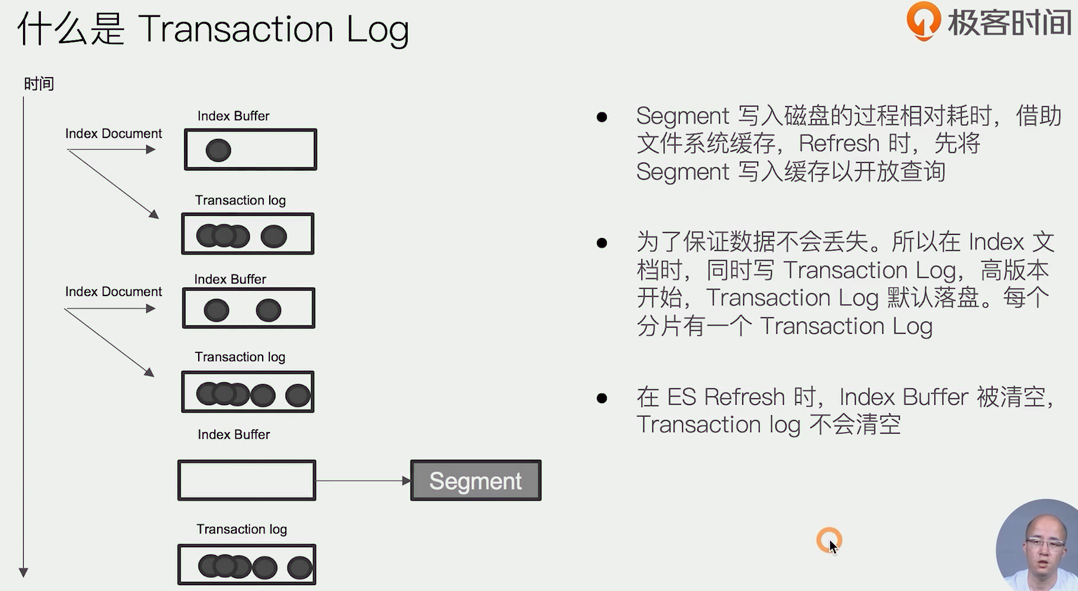 什么是 Transaction Log
极客时间
时间
Index Buffer
Index Document
Transaction log
Index Buffer
Index Document
Transaction log
Index Buffer
Segment
Transaction log
Segment 写入磁盘的过程相对耗时，借助
文件系统缓存，Refresh 时，先将
Segment 写入缓存以开放查询
为了保证数据不会丢失。所以在 Index 文
档时，同时写 Transaction Log，高版本
开始，Transaction Log 默认落盘。每个
分片有一个 Transaction Log
在 ES Refresh 时，Index Buffer 被清空，
Transaction log 不会清空